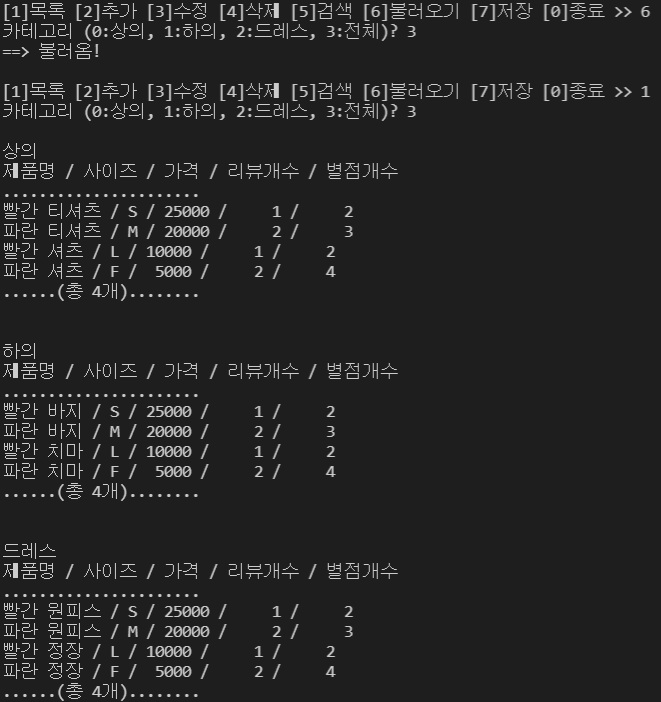 [1]목록 [2]추가 [3]수정 [4]삭제 [5]검색 [6]불러오기 [7]저장 [0]종료 >> 6
카테고리 (0:상의, 1:하의, 2:드레스, 3:전체)? 3
==> 불러옴!
[1]목록 [2]추가 [3]수정 [4]삭제 [5]검색 [6]불러오기 [7]저장 [0]종료 >> 1
카테고리 (0:상의, 1:하의, 2:드레스, 3:전체)? 3
상의
제품명 / 사이즈 / 가격 / 리뷰개수 / 별점개수
......................
빨간 티셔츠 / S / 25000 /     1 /     2
파란 티셔츠 / M / 20000 /     2 /     3
빨간 셔츠 / L / 10000 /     1 /     2
파란 셔츠 / F /  5000 /     2 /     4
......(총 4개)........
하의
제품명 / 사이즈 / 가격 / 리뷰개수 / 별점개수
......................
빨간 바지 / S / 25000 /     1 /     2
파란 바지 / M / 20000 /     2 /     3
빨간 치마 / L / 10000 /     1 /     2
파란 치마 / F /  5000 /     2 /     4
......(총 4개)........
드레스
제품명 / 사이즈 / 가격 / 리뷰개수 / 별점개수
......................
빨간 원피스 / S / 25000 /     1 /     2
파란 원피스 / M / 20000 /     2 /     3
빨간 정장 / L / 10000 /     1 /     2
파란 정장 / F /  5000 /     2 /     4
......(총 4개)........